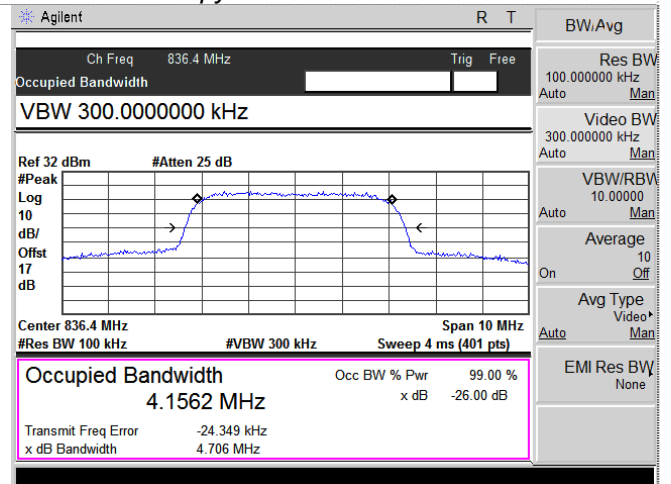 Agilent R T
Ch Freq 836.4 MHz Trig Free
Occupied Bandwidth
VBW 300.0000000 kHz
Ref 32 dBm #Atten 25 dB
#Peak
Log
10
dB/
Offst
17
dB
Center 836.4 MHz Span 10 MHz
#Res BW 100 kHz #VBW 300 kHz Sweep 4 ms (401 pts)
Occupied Bandwidth Occ BW % Pwr 99.00 %
4.1562 MHz x dB -26.00 dB
Transmit Freq Error -24.349 kHz
x dB Bandwidth 4.706 MHz
BW/Avg
Res BW
100.000000 kHz
Auto Man
Video BW
300.000000 kHz
Auto Man
VBW/RBW
10.00000
Auto Man
Average
10
On Off
Avg Type
Video
Auto Man
EMI Res BW
None